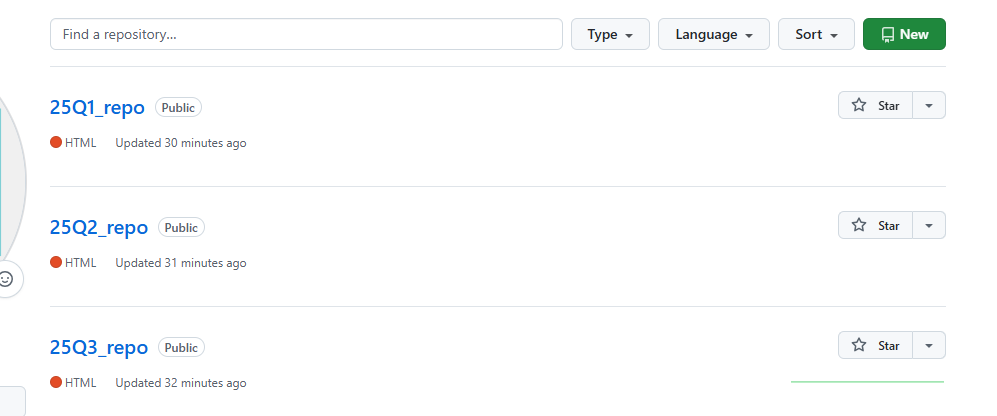 Find a repository...
Type
Language
Sort
New
25Q1_repo
Public
Star
HTML
Updated 30 minutes ago
25Q2_repo
Public
Star
HTML
Updated 31 minutes ago
25Q3_repo
Public
Star
HTML
Updated 32 minutes ago